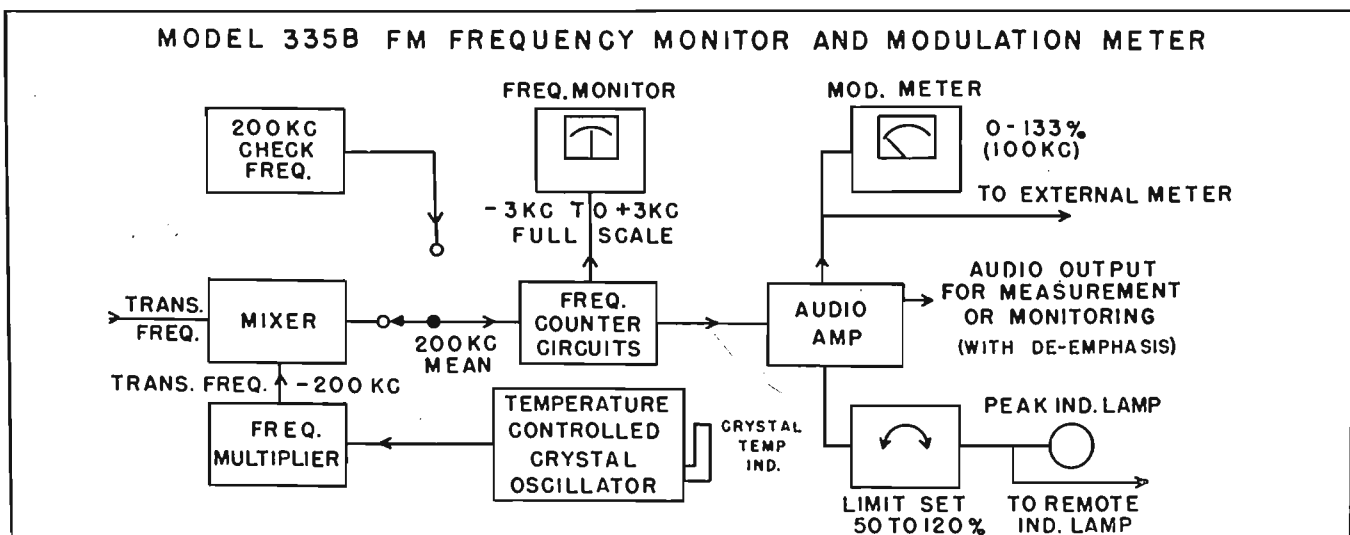 MODEL 335B FM FREQUENCY MONITOR AND MODULATION METER
200KC
CHECK
FREQ.
FREQ. MONITOR
-3KC TO +3KC
FULL SCALE
MOD. METER
0-133%
(100KC)
TO EXTERNAL METER
TRANS.
FREQ.
MIXER
200KC
MEAN
FREQ.
COUNTER
CIRCUITS
AUDIO
AMP
AUDIO OUTPUT
FOR MEASUREMENT
OR MONITORING
(WITH DE-EMPHASIS)
TRANS. FREQ. -200 KC
FREQ.
MULTIPLIER
TEMPERATURE
CONTROLLED
CRYSTAL
OSCILLATOR
CRYSTAL
TEMP
IND.
LIMIT SET
50 TO 120%
PEAK IND. LAMP
TO REMOTE
IND. LAMP